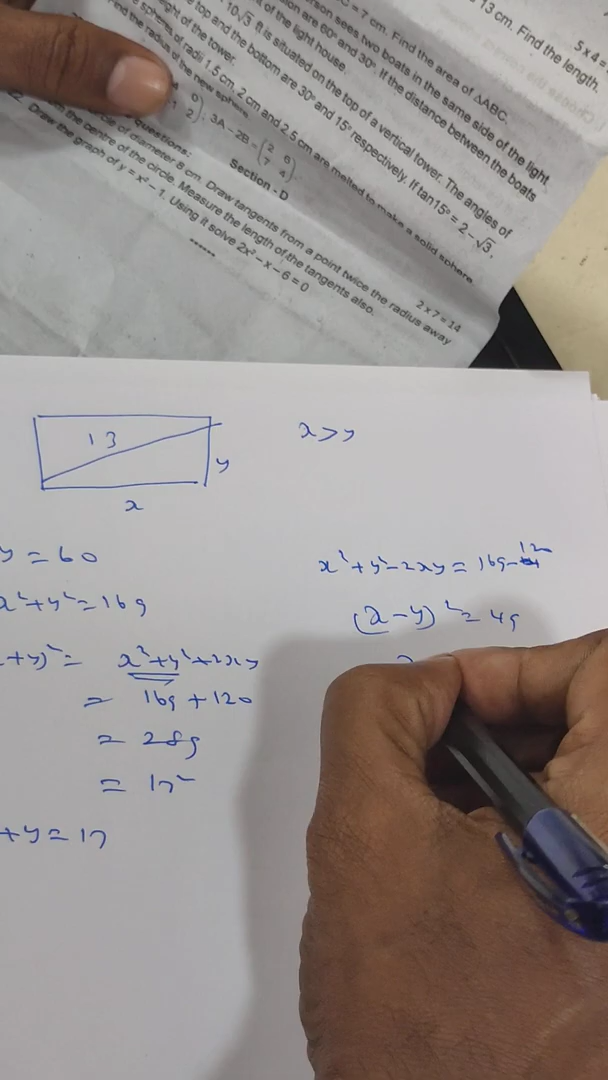 13 cm. Find the length.
5 x 4 =
= 7 cm. Find the area of ΔABC.
sees two boats in the same side of the light
are 60° and 30°. If the distance between the boats
of the light house.
10√3 ft is situated on the top of a vertical tower. The angles of
top and the bottom are 30° and 15° respectively. If tan15° = 2 – √3,
of the tower.
spheres of radii 1.5 cm, 2 cm and 2.5 cm are melted to make a solid sphere.
the radius of the new sphere.
0
2); 3A – 2B = (2 6
7
2 x 7 = 14
Section - D
of diameter 8 cm. Draw tangents from a point twice the radius away
the centre of the circle. Measure the length of the tangents also.
Draw the graph of y = x² – 1. Using it solve 2x² – x – 6 = 0
******
13
x > y
y
x
y = 60
x²+y² = 169
+y)² = x²+y²+2xy
= 169 + 120
= 289
= 17²
+y = 17
x²+y²-2xy = 169-120
(x-y)² = 49